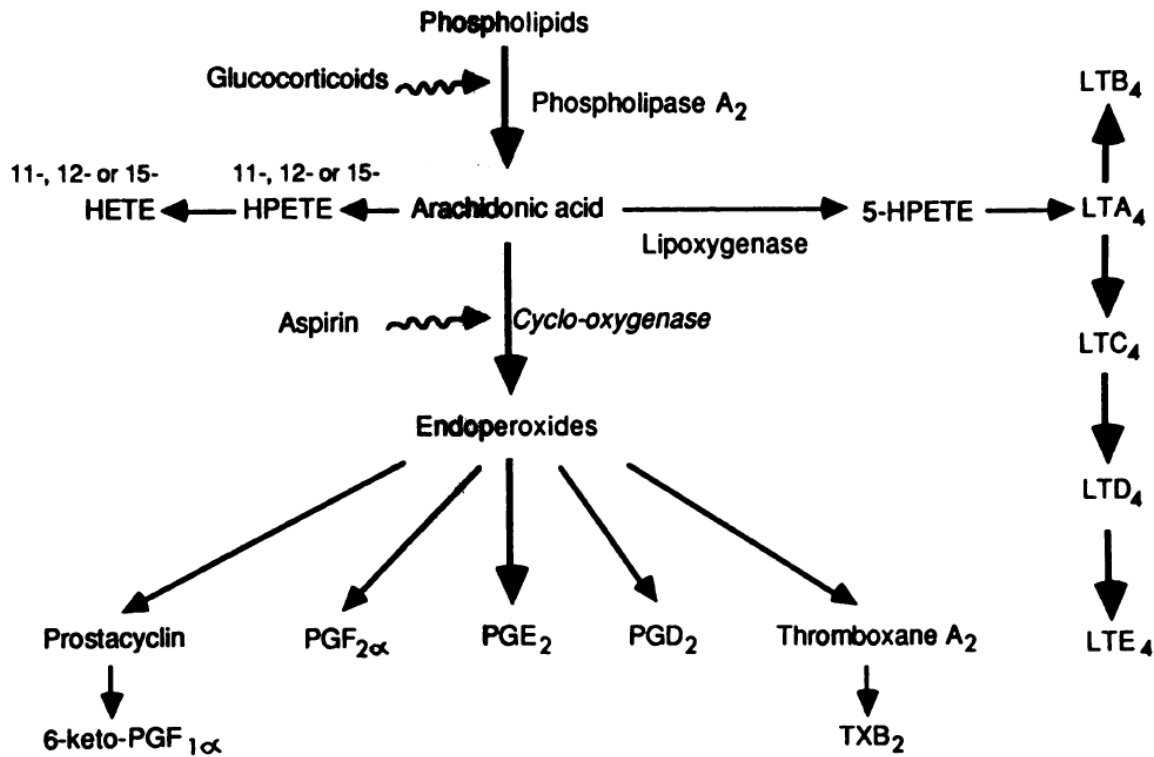 Phospholipids
Glucocorticoids
Phospholipase A2
LTB4
11-, 12- or 15-
HETE
11-, 12- or 15-
HPETE
Arachidonic acid
Lipoxygenase
5-HPETE
LTA4
Aspirin
Cyclo-oxygenase
LTC4
Endoperoxides
LTD4
Prostacyclin
PGF2α
PGE2
PGD2
Thromboxane A2
LTE4
6-keto-PGF1α
TXB2